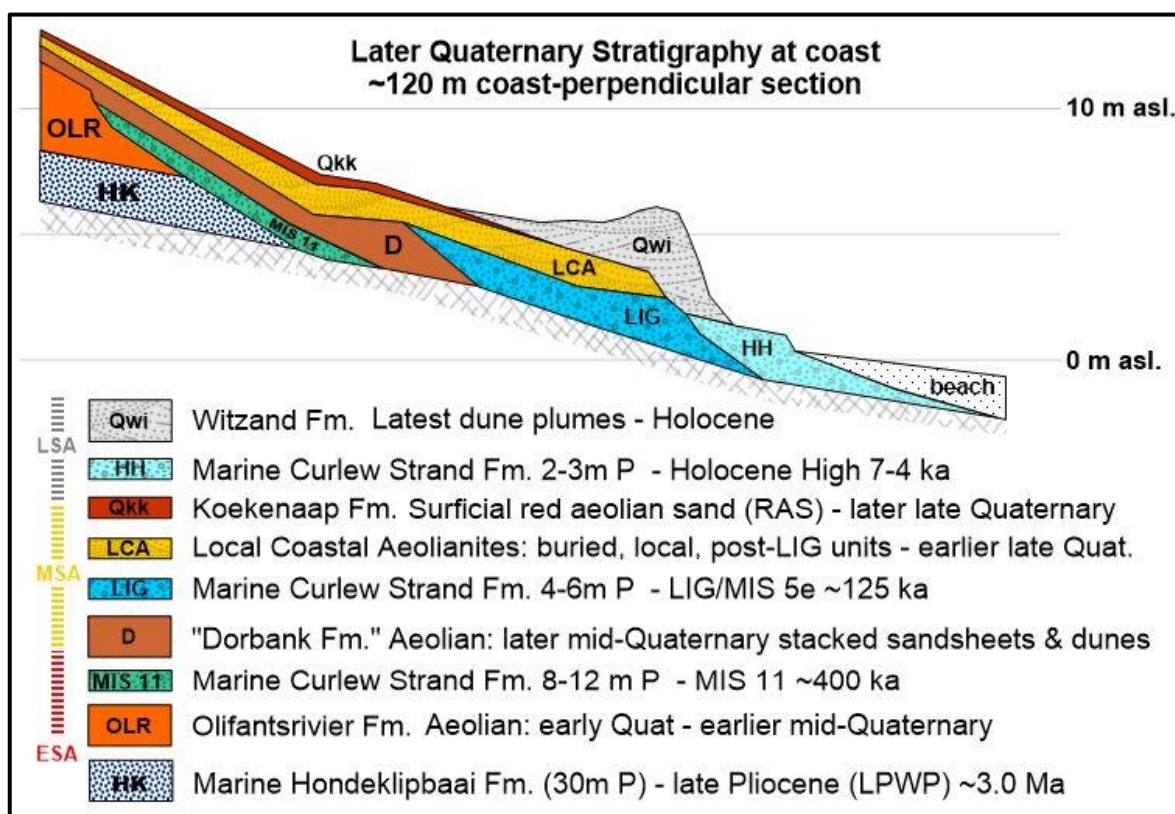 Later Quaternary Stratigraphy at coast
~120 m coast-perpendicular section
10 m asl.
OLR
Qkk
HK
MIS 11
D
Qwi
LCA
LIG
HH
0 m asl.
beach
LSA
MSA
ESA
Qwi Witzand Fm. Latest dune plumes - Holocene
HH Marine Curlew Strand Fm. 2-3m P - Holocene High 7-4 ka
Qkk Koekenaap Fm. Surficial red aeolian sand (RAS) - later late Quaternary
LCA Local Coastal Aeolianites: buried, local, post-LIG units - earlier late Quat.
LIG Marine Curlew Strand Fm. 4-6m P - LIG/MIS 5e ~125 ka
D "Dorbank Fm." Aeolian: later mid-Quaternary stacked sandsheets & dunes
MIS 11 Marine Curlew Strand Fm. 8-12 m P - MIS 11 ~400 ka
OLR Olifantsrivier Fm. Aeolian: early Quat - earlier mid-Quaternary
HK Marine Hondeklipbaai Fm. (30m P) - late Pliocene (LPWP) ~3.0 Ma